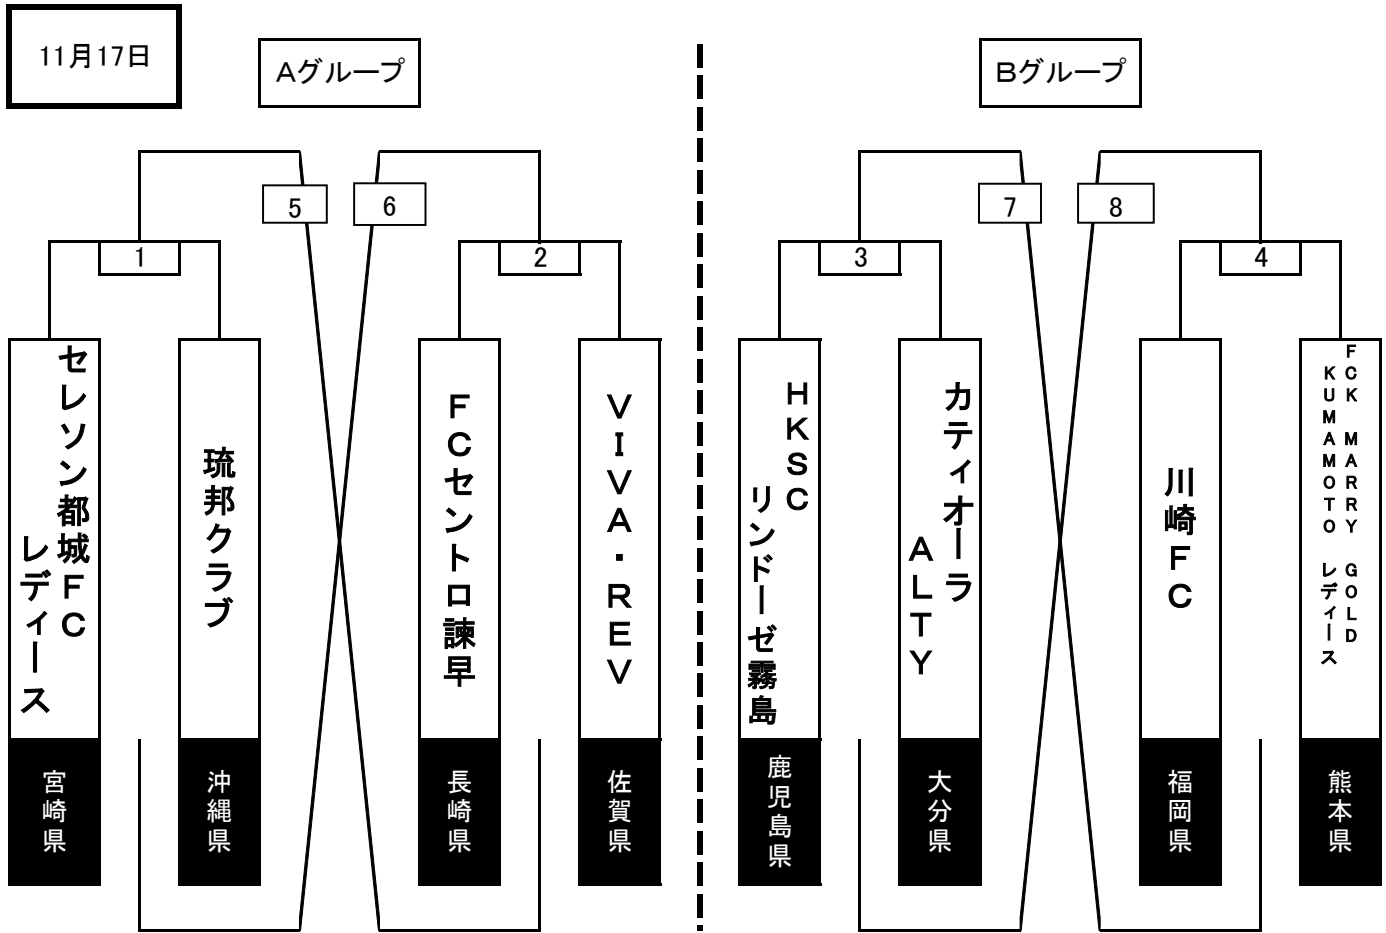 11月17日
Aグループ
Bグループ
5
6
7
8
1
2
3
4
セレソン都城FC
レディース
琉邦クラブ
FCセントロ諫早
VIVA・REV
HKSC
リンドーゼ霧島
カティオーラ
ALTY
川崎FC
FCK MARRY GOLD
KUMAMOTO レディース
宮崎県
沖縄県
長崎県
佐賀県
鹿児島県
大分県
福岡県
熊本県